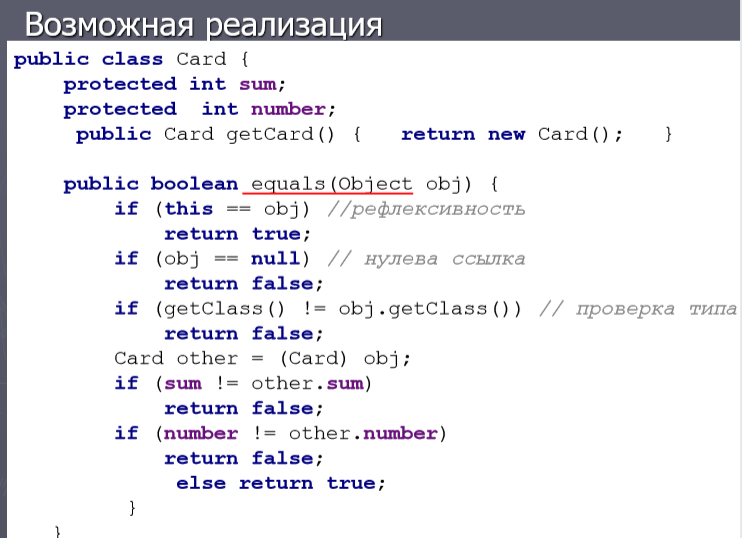 Возможная реализация
public class Card {
    protected int sum;
    protected  int number;
     public Card getCard() {   return new Card();   }

    public boolean equals(Object obj) {
        if (this == obj) //рефлексивность
            return true;
        if (obj == null) // нулева ссылка
            return false;
        if (getClass() != obj.getClass()) // проверка типа
            return false;
        Card other = (Card) obj;
        if (sum != other.sum)
            return false;
        if (number != other.number)
            return false;
             else return true;
         }
   }